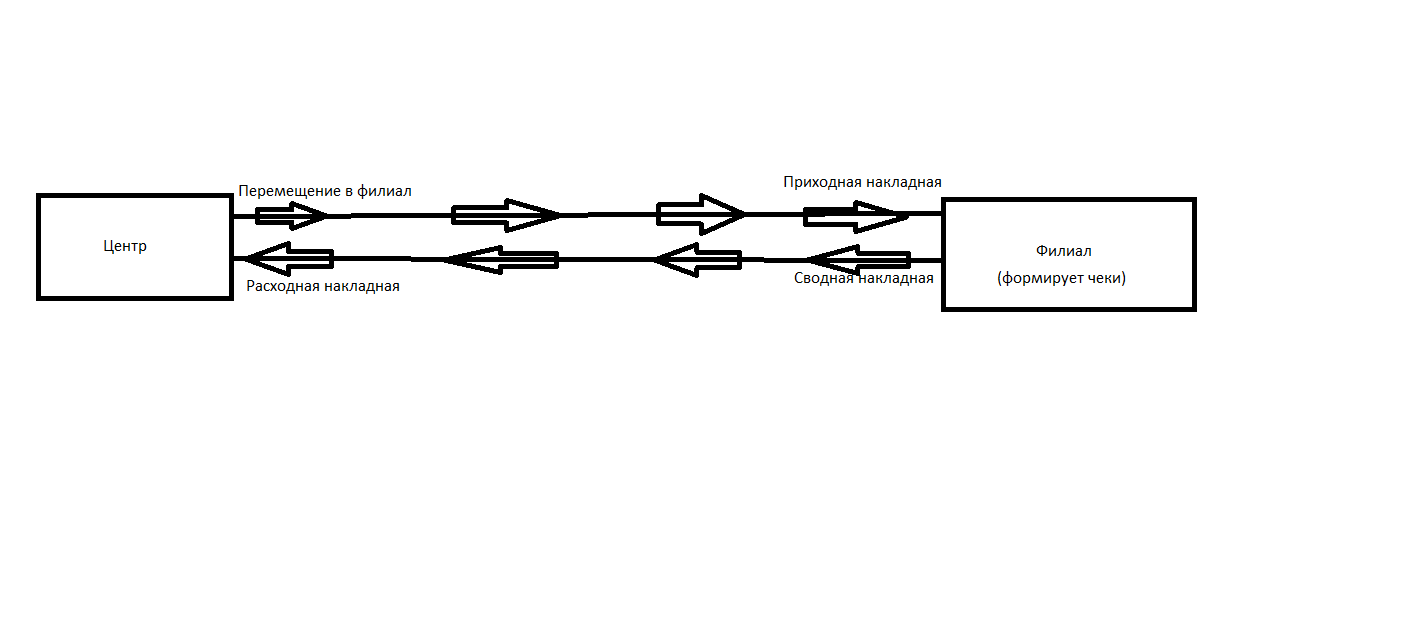 Перемещение в филиал
Приходная накладная
Центр
Филиал
(формирует чеки)
Расходная накладная
Сводная накладная